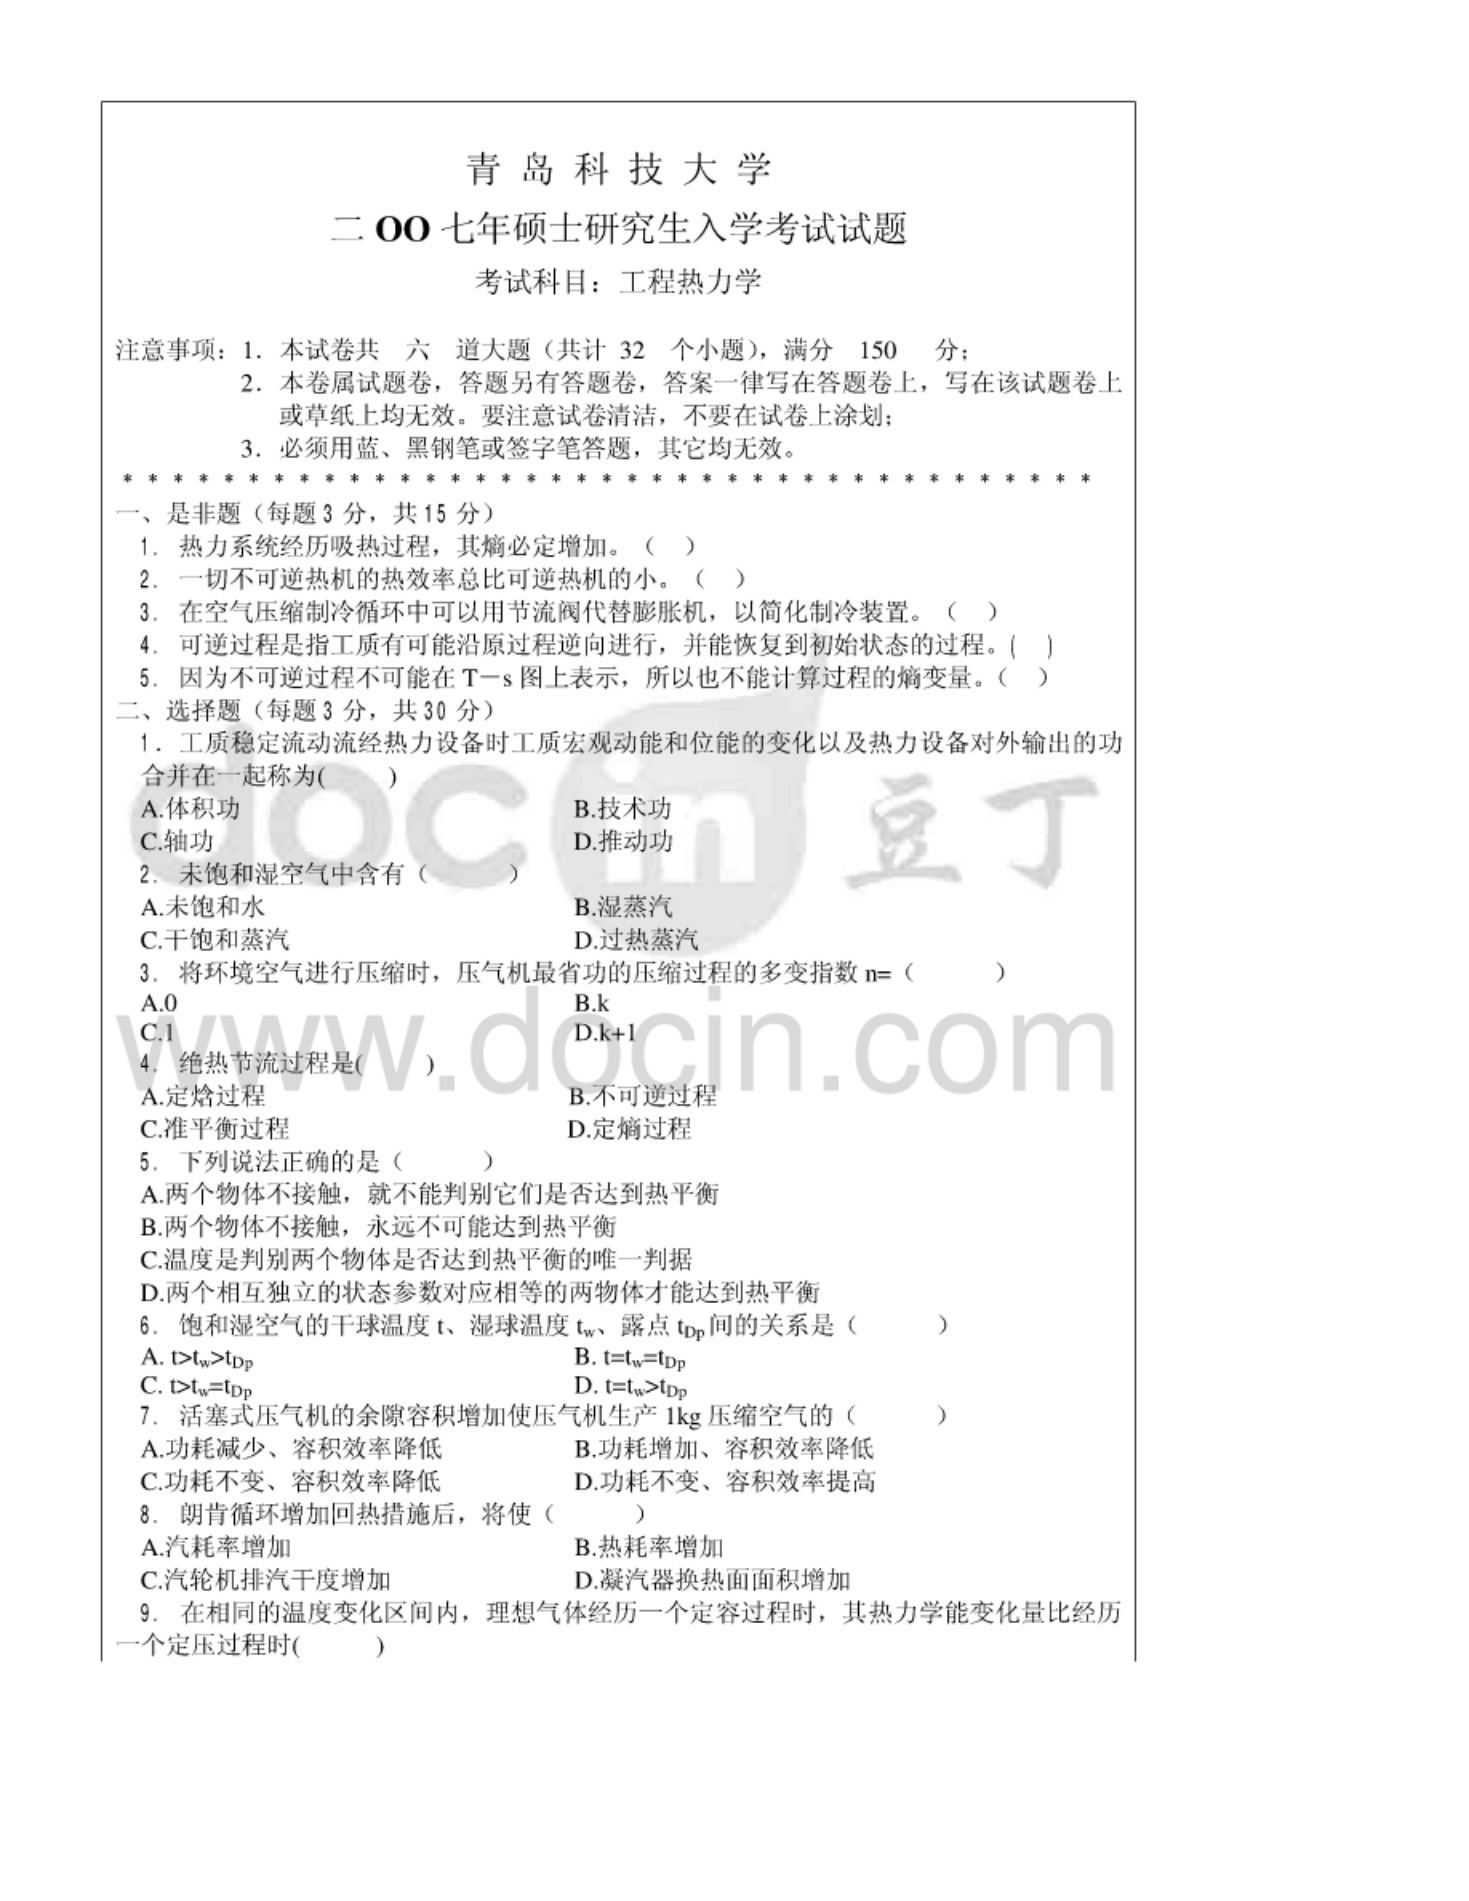 青 岛 科 技 大 学
二 OO 七年硕士研究生入学考试试题
考试科目：工程热力学
注意事项：1．本试卷共 六 道大题（共计 32 个小题），满分 150 分；
2．本卷属试题卷，答题另有答题卷，答案一律写在答题卷上，写在该试题卷上
或草纸上均无效。要注意试卷清洁，不要在试卷上涂划；
3．必须用蓝、黑钢笔或签字笔答题，其它均无效。
* * * * * * * * * * * * * * * * * * * * * * * * * * * * * * * * * * * * * * *
一、是非题（每题 3 分，共 15 分）
1． 热力系统经历吸热过程，其熵必定增加。（ ）
2． 一切不可逆热机的热效率总比可逆热机的小。（ ）
3． 在空气压缩制冷循环中可以用节流阀代替膨胀机，以简化制冷装置。（ ）
4． 可逆过程是指工质有可能沿原过程逆向进行，并能恢复到初始状态的过程。( )
5． 因为不可逆过程不可能在 T－s 图上表示，所以也不能计算过程的熵变量。（ ）
二、选择题（每题 3 分，共 30 分）
1．工质稳定流动流经热力设备时工质宏观动能和位能的变化以及热力设备对外输出的功
合并在一起称为( )
A.体积功 B.技术功
C.轴功 D.推动功
2． 未饱和湿空气中含有（ ）
A.未饱和水 B.湿蒸汽
C.干饱和蒸汽 D.过热蒸汽
3．将环境空气进行压缩时，压气机最省功的压缩过程的多变指数 n=（ ）
A.0 B.k
C.1 D.k+1
4．绝热节流过程是( )
A.定焓过程 B.不可逆过程
C.准平衡过程 D.定熵过程
5．下列说法正确的是（ ）
A.两个物体不接触，就不能判别它们是否达到热平衡
B.两个物体不接触，永远不可能达到热平衡
C.温度是判别两个物体是否达到热平衡的唯一判据
D.两个相互独立的状态参数对应相等的两物体才能达到热平衡
6．饱和湿空气的干球温度 t、湿球温度 tw、露点 tDp 间的关系是（ ）
A. t>tw>tDp B. t=tw=tDp
C. t>tw=tDp D. t=tw>tDp
7．活塞式压气机的余隙容积增加使压气机生产 1kg 压缩空气的（ ）
A.功耗减少、容积效率降低 B.功耗增加、容积效率降低
C.功耗不变、容积效率降低 D.功耗不变、容积效率提高
8．朗肯循环增加回热措施后，将使（ ）
A.汽耗率增加 B.热耗率增加
C.汽轮机排汽干度增加 D.凝汽器换热面面积增加
9．在相同的温度变化区间内，理想气体经历一个定容过程时，其热力学能变化量比经历
一个定压过程时( )
docin 豆丁
www.docin.com